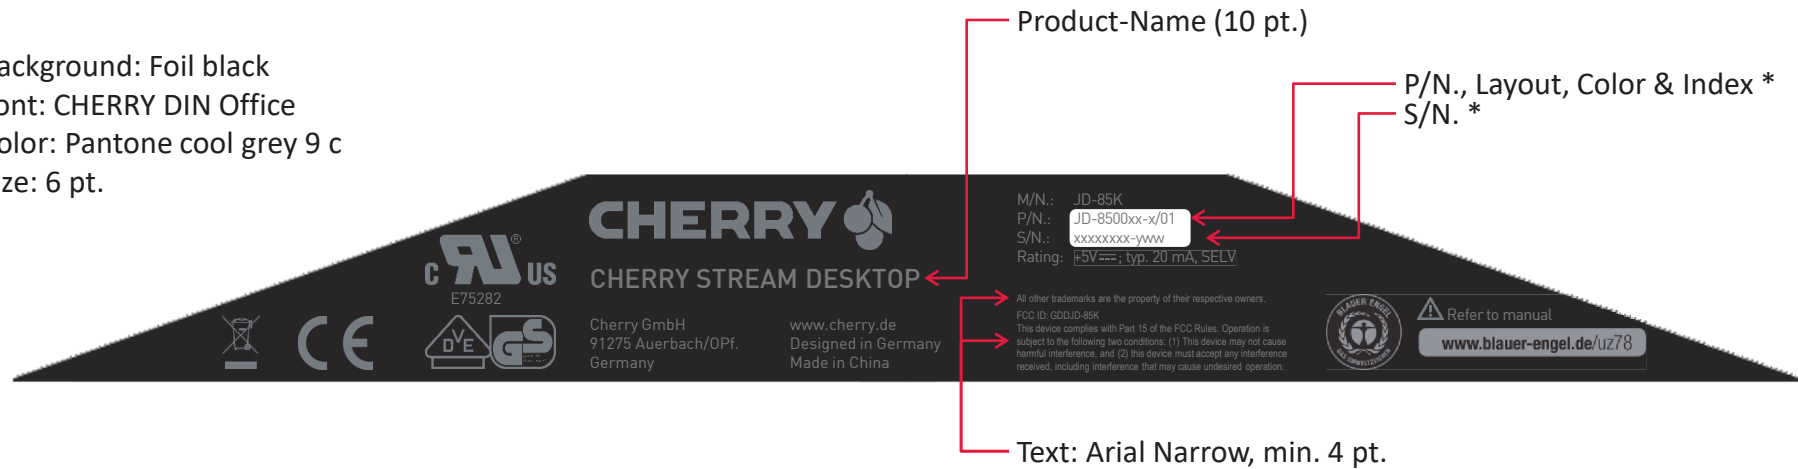 Product-Name (10 pt.)
ackground: Foil black
ont: CHERRY DIN Office
olor: Pantone cool grey 9 c
ze: 6 pt.
P/N., Layout, Color & Index *
S/N. *
CHERRY
CHERRY STREAM DESKTOP
C US ®
E75282
D V E GS
CE
Cherry GmbH
91275 Auerbach/OPf.
Germany
www.cherry.de
Designed in Germany
Made in China
M/N.: JD-85K
P/N.: JD-8500xx-x/01
S/N.: xxxxxxxx-yww
Rating: +5V⎓; typ. 20 mA, SELV
All other trademarks are the property of their respective owners.
FCC ID: GDDJD-85K
This device complies with Part 15 of the FCC Rules. Operation is
subject to the following two conditions: (1) This device may not cause
harmful interference, and (2) this device must accept any interference
received, including interference that may cause undesired operation.
BLAUER ENGEL
DAS UMWELTZEICHEN
Refer to manual
www.blauer-engel.de/uz78
Text: Arial Narrow, min. 4 pt.